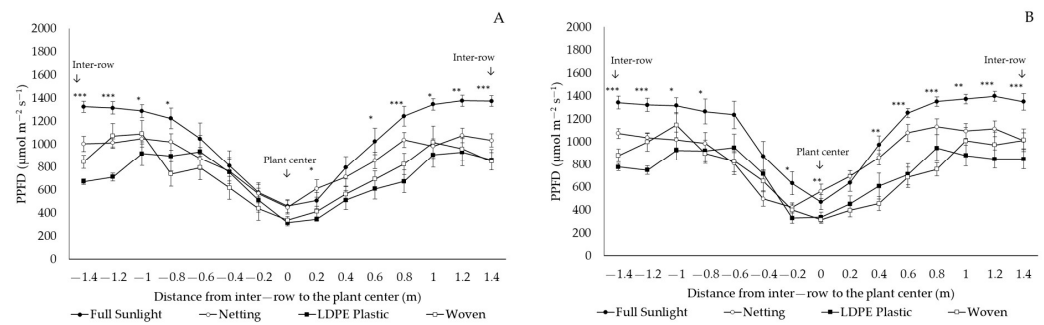 A
PPFD (μmol m⁻² s⁻¹)
2000
1800
1600
1400
1200
1000
800
600
400
200
0
Inter-row
*** *** * *
Plant center
*
Inter-row
* *** * ** ***
−1.4 −1.2 −1 −0.8 −0.6 −0.4 −0.2 0 0.2 0.4 0.6 0.8 1 1.2 1.4
Distance from inter—row to the plant center (m)
Full Sunlight Netting LDPE Plastic Woven
B
PPFD (μmol m⁻² s⁻¹)
2000
1800
1600
1400
1200
1000
800
600
400
200
0
Inter-row
*** *** * *
Plant center
* **
Inter-row
** *** *** ** *** ***
−1.4 −1.2 −1 −0.8 −0.6 −0.4 −0.2 0 0.2 0.4 0.6 0.8 1 1.2 1.4
Distance from inter—row to the plant center (m)
Full Sunlight Netting LDPE Plastic Woven